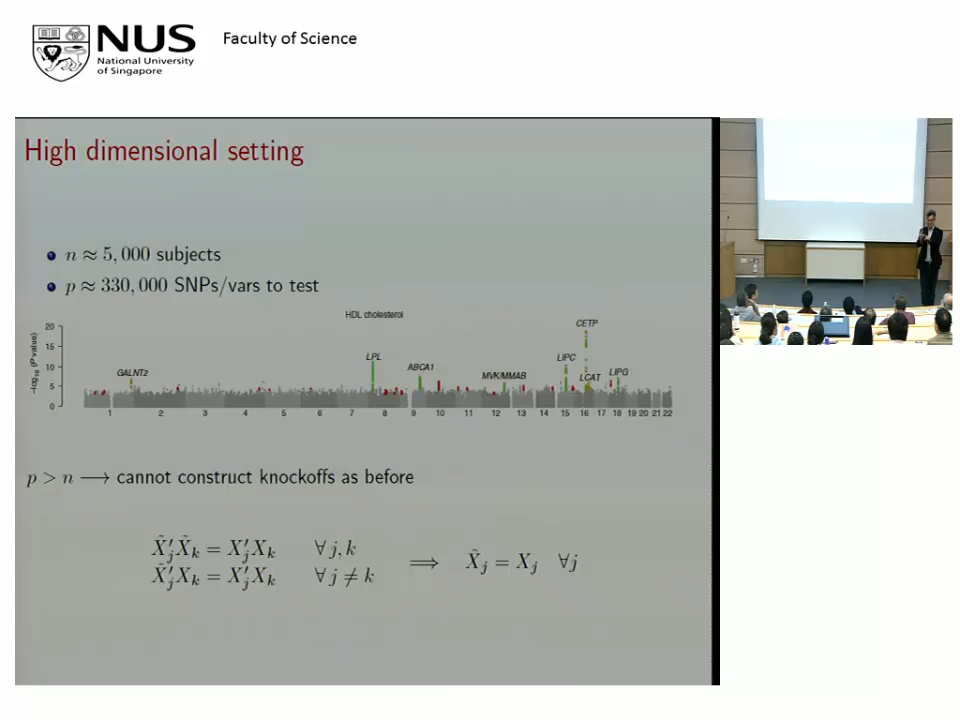 NUS
National University
of Singapore
Faculty of Science
High dimensional setting
n ≈ 5,000 subjects
p ≈ 330,000 SNPs/vars to test
HDL cholesterol
−log₁₀ (P value)
20
15
10
5
0
GALNT2
LPL
ABCA1
MVK/MMAB
LIPC
CETP
LCAT
LIPG
1 2 3 4 5 6 7 8 9 10 11 12 13 14 15 16 17 18 19 20 21 22
p > n ⟶ cannot construct knockoffs as before
X̃′ⱼX̃ₖ = X′ⱼXₖ ∀ j, k
X̃′ⱼXₖ = X′ⱼXₖ ∀ j ≠ k
⟹ X̃ⱼ = Xⱼ ∀j